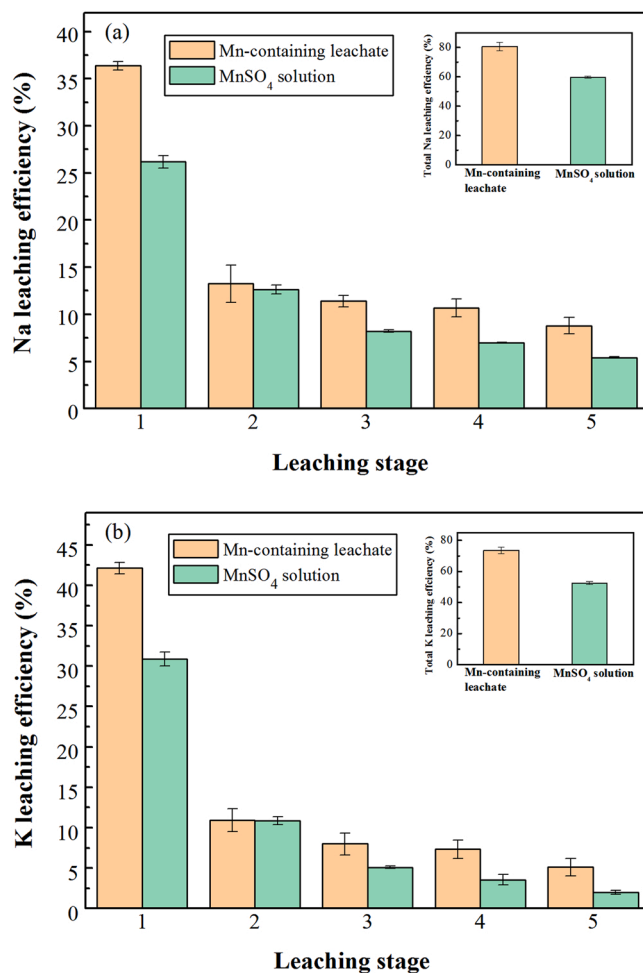 (a)
Mn-containing leachate
MnSO₄ solution
Na leaching efficiency (%)
40
35
30
25
20
15
10
5
0
1 2 3 4 5
Leaching stage
Total Na leaching efficiency (%)
80
60
40
20
0
Mn-containing leachate
MnSO₄ solution
(b)
Mn-containing leachate
MnSO₄ solution
K leaching efficiency (%)
45
40
35
30
25
20
15
10
5
0
1 2 3 4 5
Leaching stage
Total K leaching efficiency (%)
80
60
40
20
0
Mn-containing
leachate
MnSO₄ solution